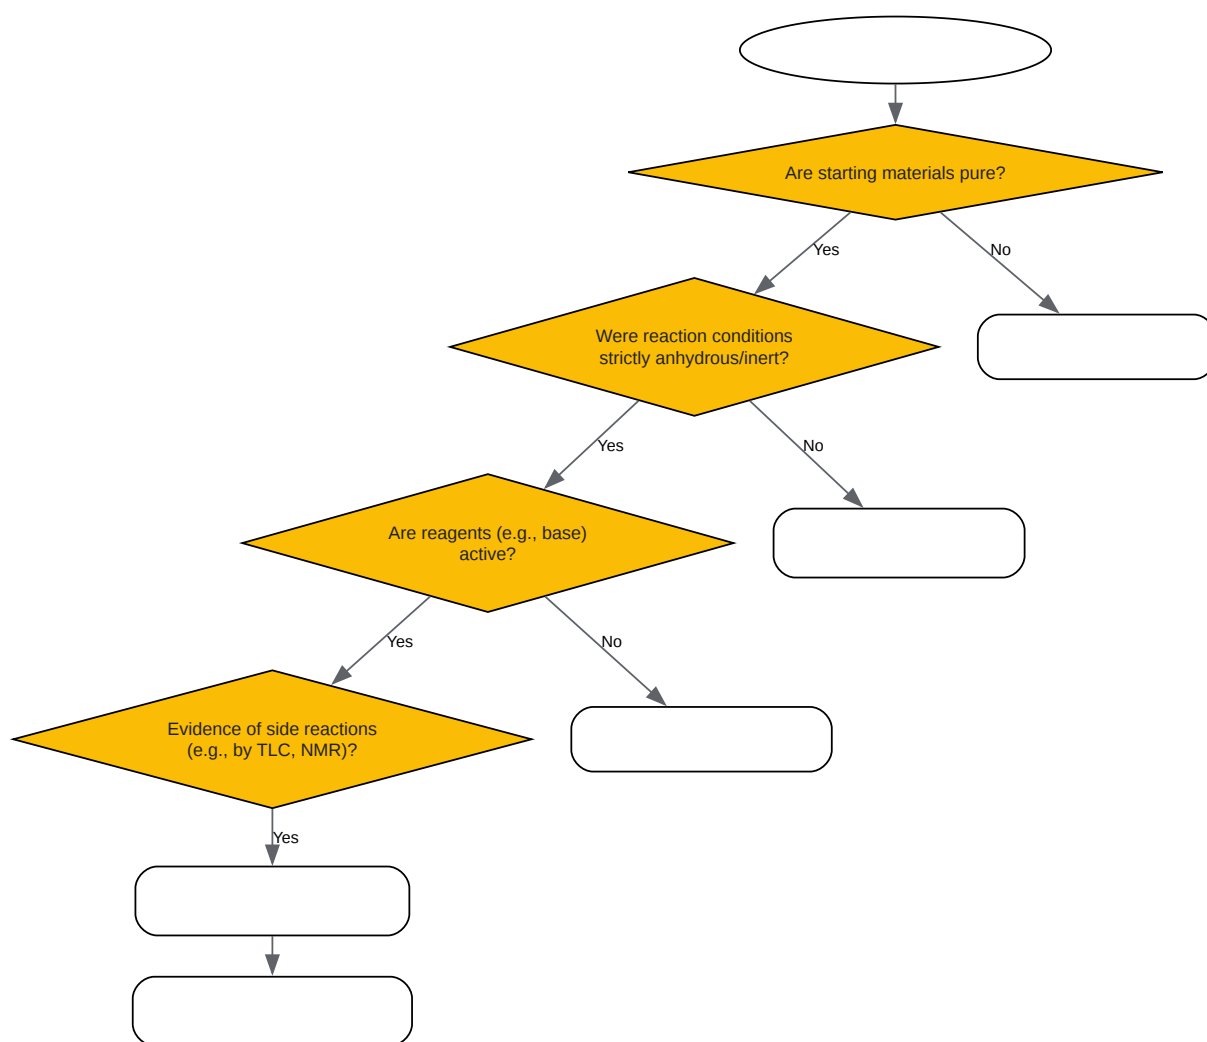 Are starting materials pure?
Yes
No
Were reaction conditions
strictly anhydrous/inert?
Yes
No
Are reagents (e.g., base)
active?
Yes
No
Evidence of side reactions
(e.g., by TLC, NMR)?
Yes